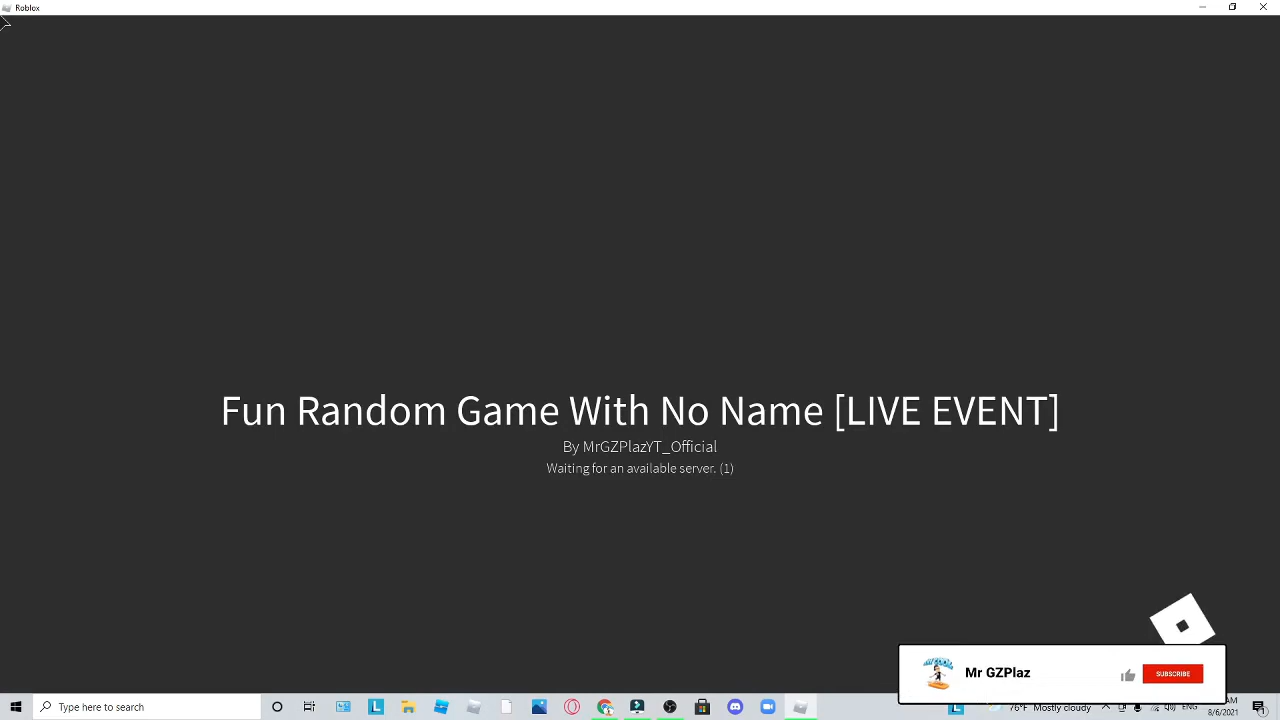 Roblox
Fun Random Game With No Name [LIVE EVENT]
By MrGZPlazYT_Official
Waiting for an available server. (1)
Mr GZPlaz
SUBSCRIBE
Type here to search
L
L
76°F Mostly cloudy
ENG
AM
8/6/2021